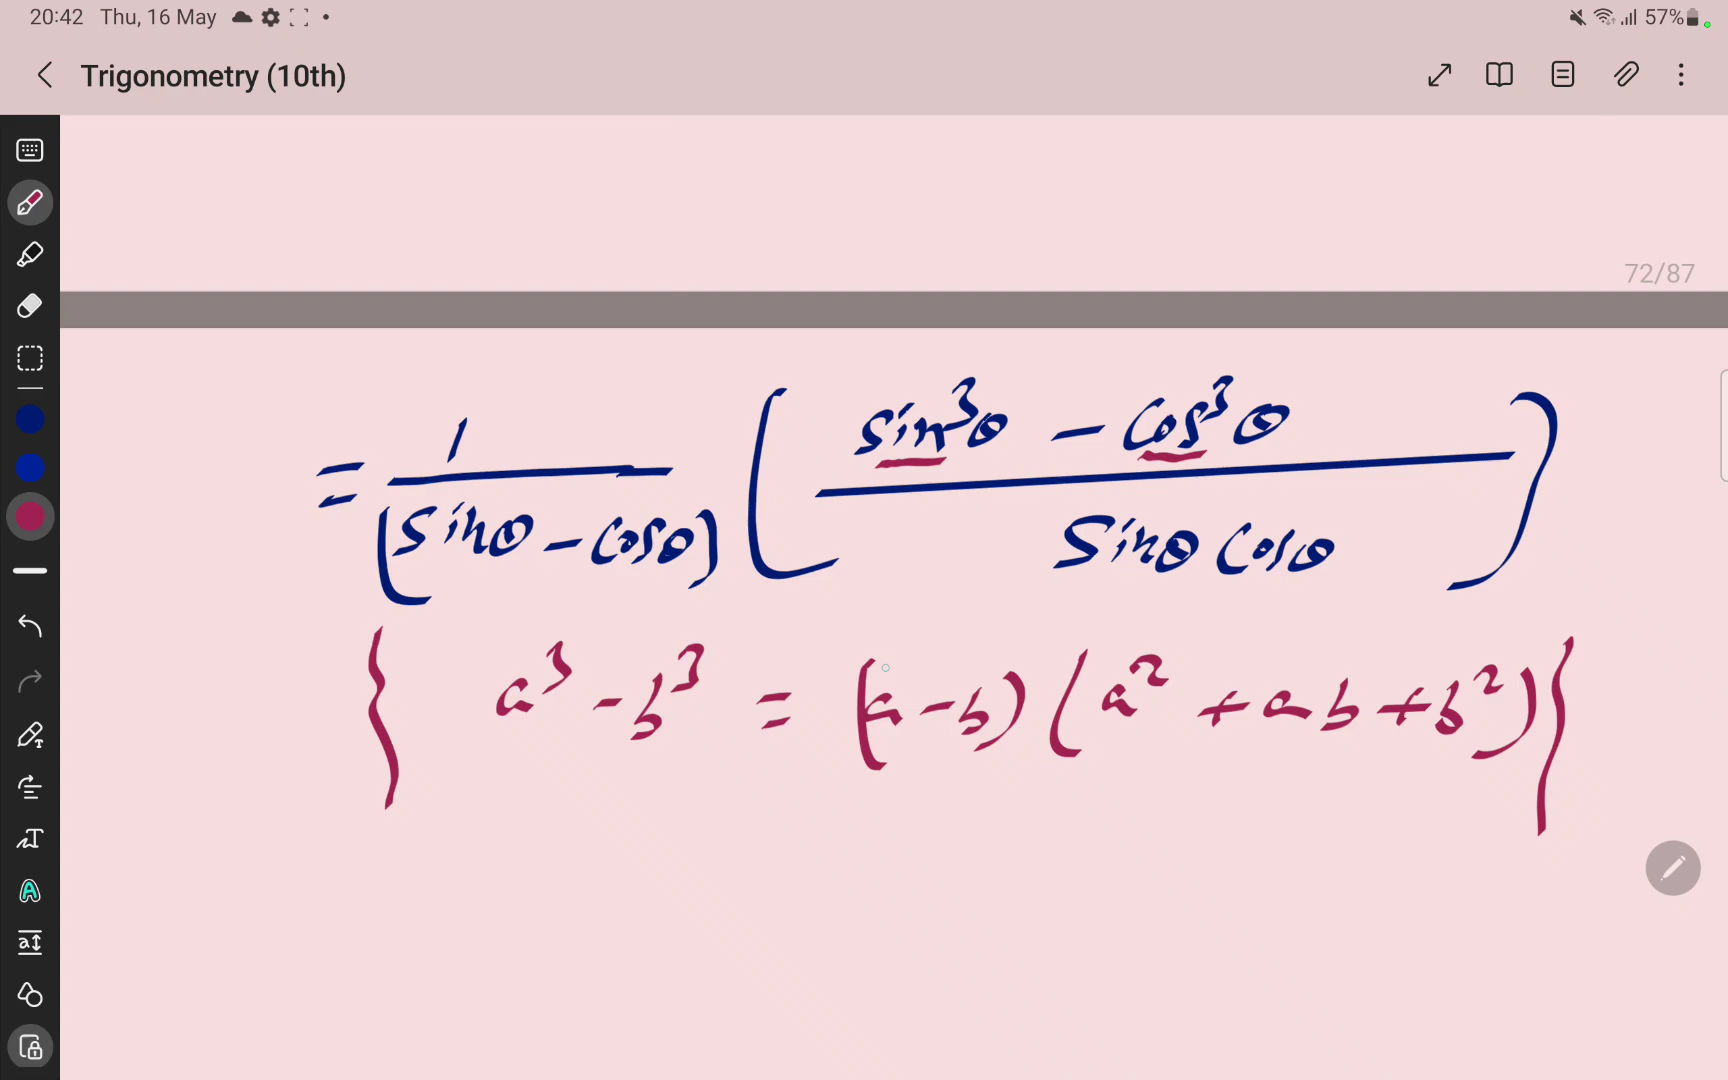 20:42 Thu, 16 May 57%
Trigonometry (10th)
72/87
= 1/(sinθ - cosθ) [ (sin³θ - cos³θ)/(sinθ cosθ) ]
{ a³ - b³ = (a - b) (a² + ab + b²) }